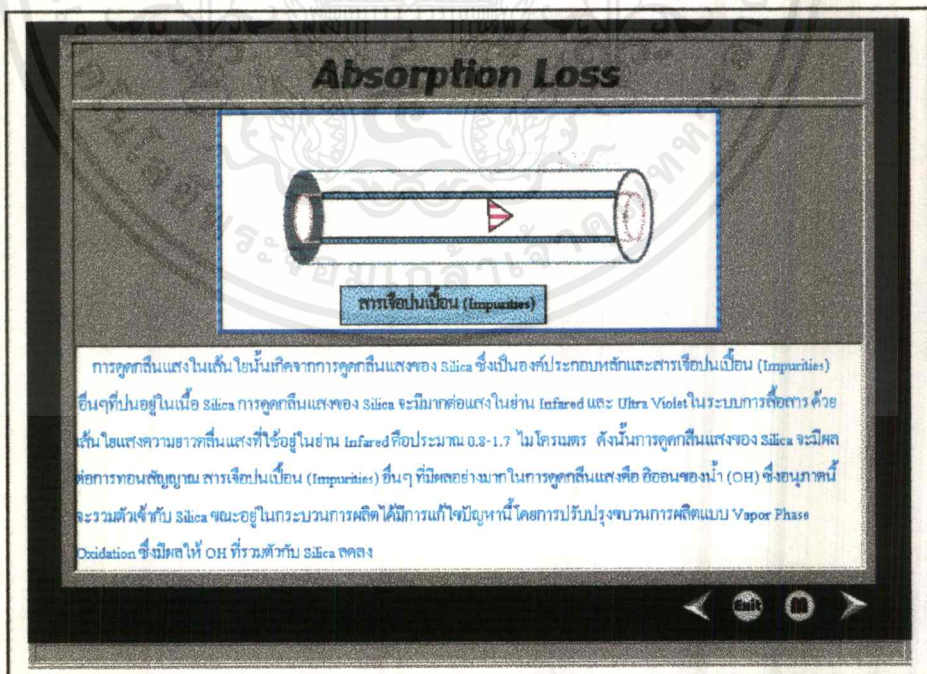 Absorption Loss
สารเจือปนเปื้อน (Impurities)
การดูดกลืนแสงในเส้นใยนั้นเกิดจากการดูดกลืนแสงของ Silica ซึ่งเป็นองค์ประกอบหลักและสารเจือปนเปื้อน (Impurities)
อื่นๆที่ปนอยู่ในเนื้อ Silica การดูดกลืนแสงของ Silica จะมีมากต่อแสงในย่าน Infared และ Ultra Violet ในระบบการสื่อสาร ด้วย
เส้นใยแสงความยาวคลื่นแสงที่ใช้อยู่ในย่าน Infared คือประมาณ 0.8-1.7 ไมโครเมตร ดังนั้นการดูดกลืนแสงของ Silica จะมีผล
ต่อการทอนสัญญาณ สารเจือปนเปื้อน (Impurities) อื่นๆ ที่มีผลอย่างมากในการดูดกลืนแสงคือ อิออนของน้ำ (OH) ซึ่งอนุภาคนี้
จะรวมตัวเข้ากับ Silica ขณะอยู่ในกระบวนการผลิตได้มีการแก้ไขปัญหานี้โดยการปรับปรุงขบวนการผลิตแบบ Vapor Phase
Oxidation ซึ่งมีผลให้ OH ที่รวมตัวกับ Silica ลดลง
Exit M